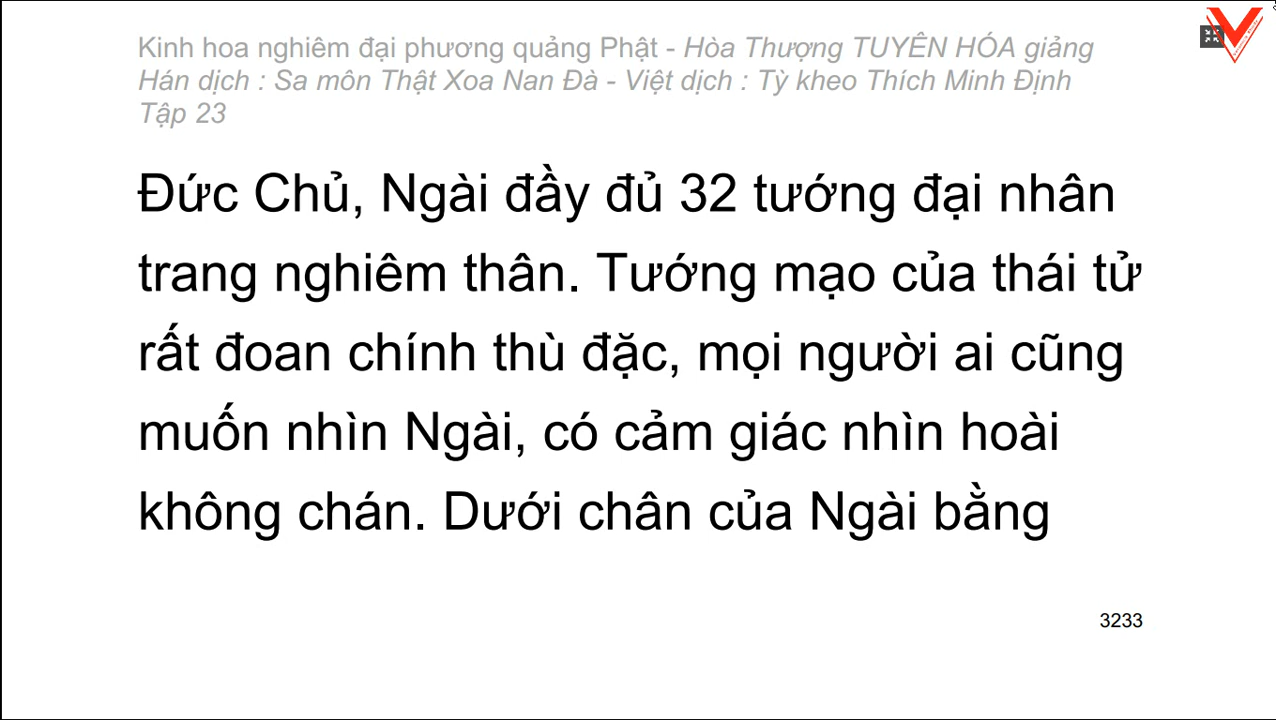 Kinh hoa nghiêm đại phương quảng Phật - Hòa Thượng TUYÊN HÓA giảng
Hán dịch : Sa môn Thật Xoa Nan Đà - Việt dịch : Tỳ kheo Thích Minh Định
Tập 23
Đức Chủ, Ngài đầy đủ 32 tướng đại nhân
trang nghiêm thân. Tướng mạo của thái tử
rất đoan chính thù đặc, mọi người ai cũng
muốn nhìn Ngài, có cảm giác nhìn hoài
không chán. Dưới chân của Ngài bằng
3233